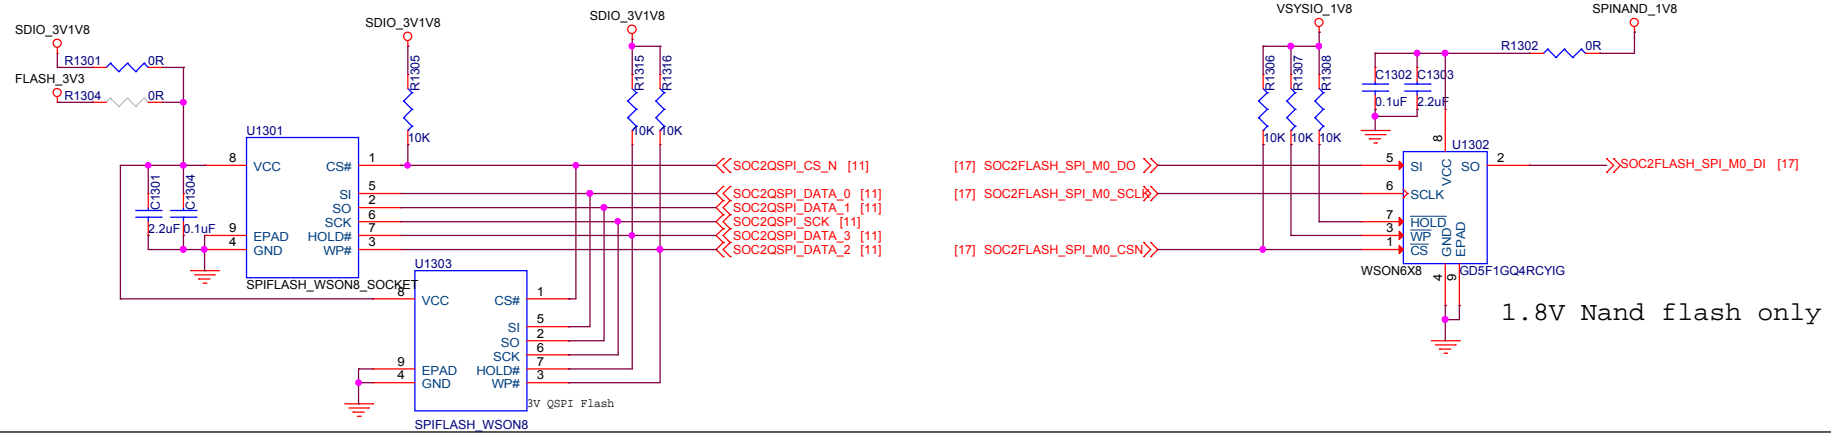 SDIO_3V1V8
R1301 0R
FLASH_3V3
R1304 0R
SDIO_3V1V8
R1305
10K
SDIO_3V1V8
R1315
R1316
10K 10K
U1301
8 VCC CS# 1
SI 5
SO 2
SCK 6
9 EPAD HOLD# 7
4 GND WP# 3
SPIFLASH_WSON8_SOCKET
C1301
C1304
2.2uF 0.1uF
SOC2QSPI_CS_N [11]
SOC2QSPI_DATA_0 [11]
SOC2QSPI_DATA_1 [11]
SOC2QSPI_SCK [11]
SOC2QSPI_DATA_3 [11]
SOC2QSPI_DATA_2 [11]
U1303
8 VCC CS# 1
SI 5
SO 2
SCK 6
9 EPAD HOLD# 7
4 GND WP# 3
3V QSPI Flash
SPIFLASH_WSON8
VSYSIO_1V8
R1306
R1307
R1308
10K 10K 10K
SPINAND_1V8
R1302 0R
C1302 C1303
0.1uF 2.2uF
[17] SOC2FLASH_SPI_M0_DO
[17] SOC2FLASH_SPI_M0_SCLK
[17] SOC2FLASH_SPI_M0_CSN
U1302
8
VCC
5 SI SO 2
6 SCLK
7 HOLD
3 WP
1 CS
GND
EPAD
4
9
WSON6X8
GD5F1GQ4RCYIG
SOC2FLASH_SPI_M0_DI [17]
1.8V Nand flash only